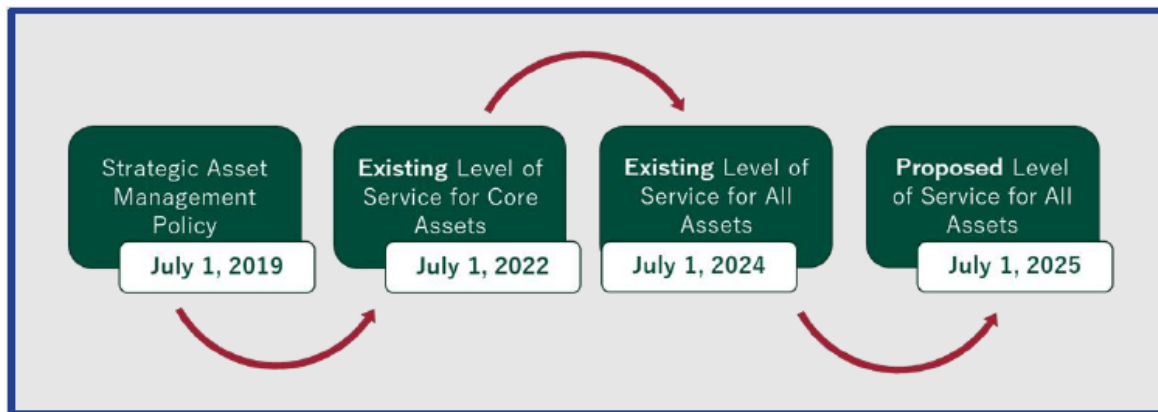 Strategic Asset
Management
Policy
July 1, 2019
Existing Level of
Service for Core
Assets
July 1, 2022
Existing Level of
Service for All
Assets
July 1, 2024
Proposed Level
of Service for All
Assets
July 1, 2025